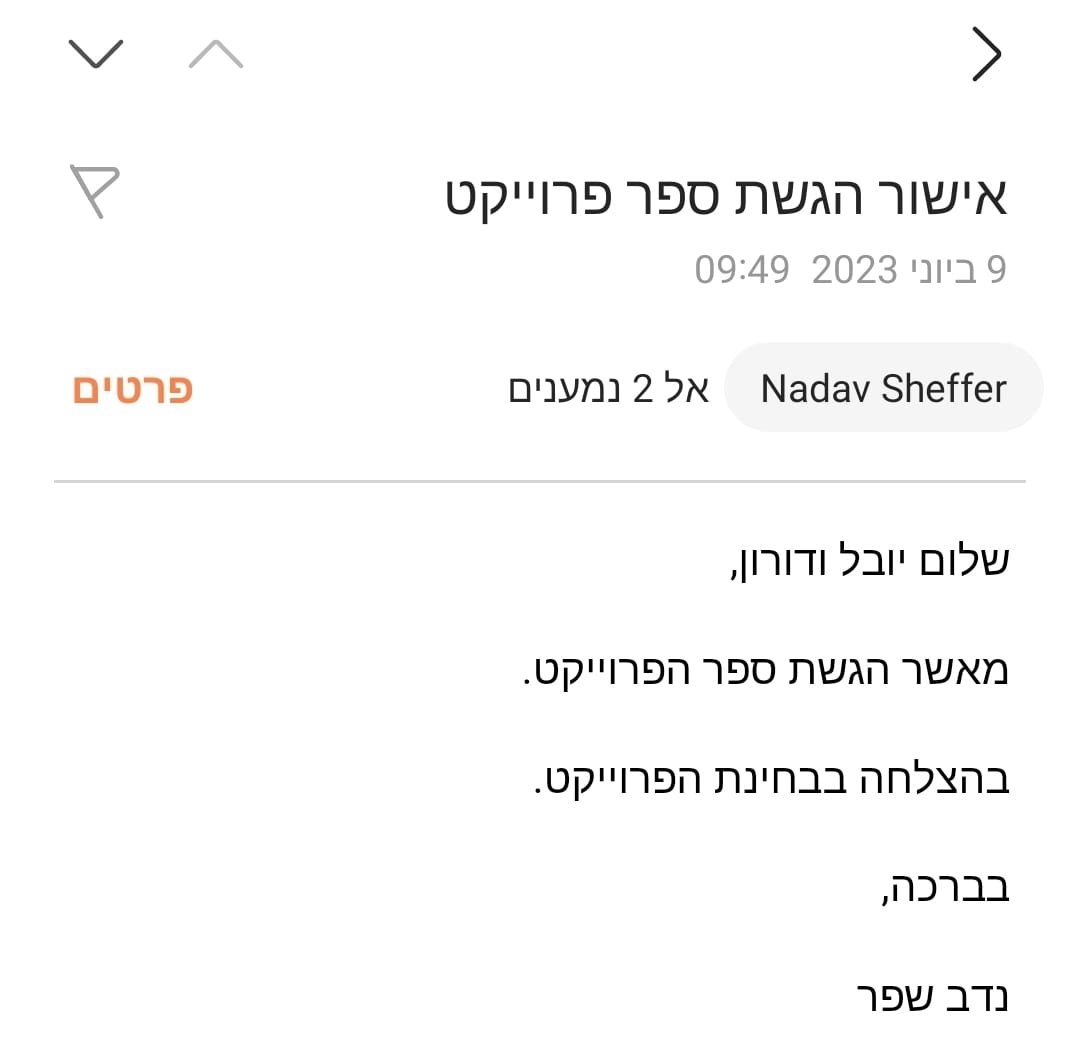 אישור הגשת ספר פרוייקט
9 ביוני 2023 09:49
Nadav Sheffer אל 2 נמענים
פרטים
שלום יובל ודורון,
מאשר הגשת ספר הפרוייקט.
בהצלחה בבחינת הפרוייקט.
בברכה,
נדב שפר